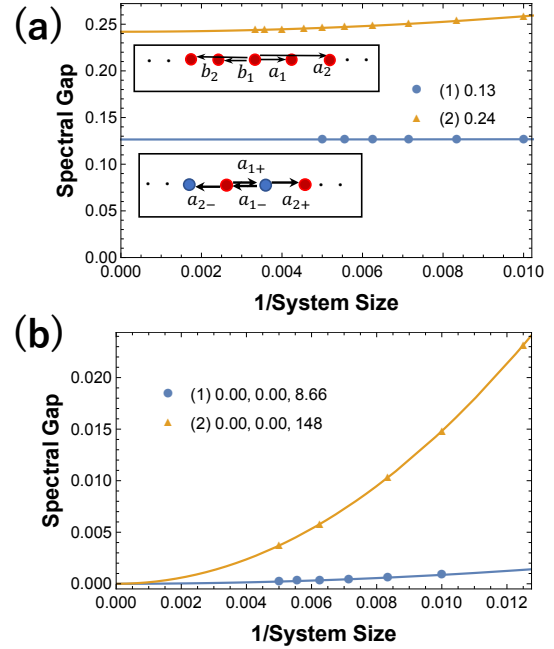 (a)
Spectral Gap
0.25
0.20
0.15
0.10
0.05
0.00
b₂ b₁ a₁ a₂
(1) 0.13
(2) 0.24
a₁₊
a₂₋ a₁₋ a₂₊
0.000 0.002 0.004 0.006 0.008 0.010
1/System Size
(b)
Spectral Gap
0.020
0.015
0.010
0.005
0.000
(1) 0.00, 0.00, 8.66
(2) 0.00, 0.00, 148
0.000 0.002 0.004 0.006 0.008 0.010 0.012
1/System Size